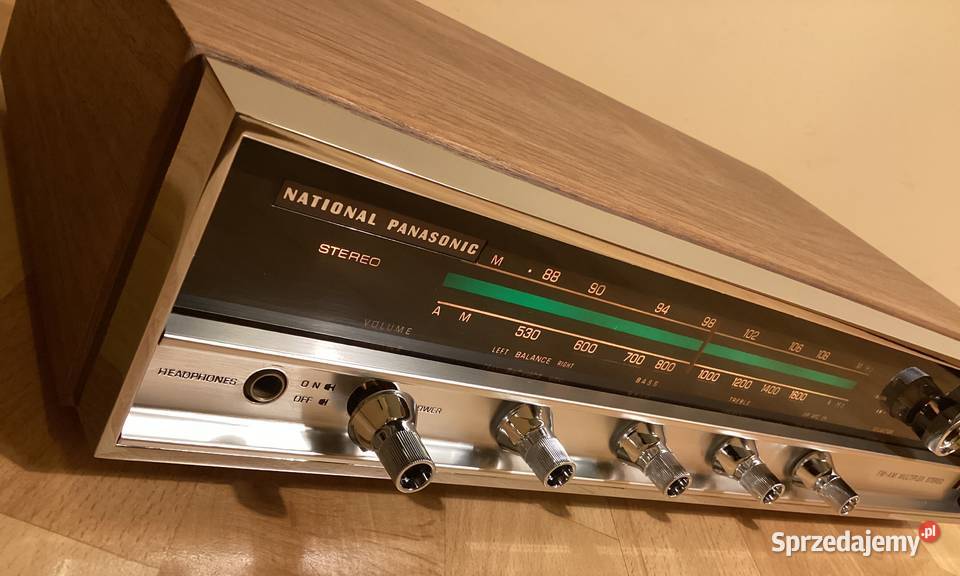 NATIONAL PANASONIC
STEREO
M • 88 90 94 98 102 106 108
AM 530 600 700 800 1000 1200 1400 1600
VOLUME
LEFT BALANCE RIGHT
BASS
TREBLE
HEADPHONES
ON
OFF
POWER
FM-AM MULTIPLEX STEREO
Sprzedajemy.pl